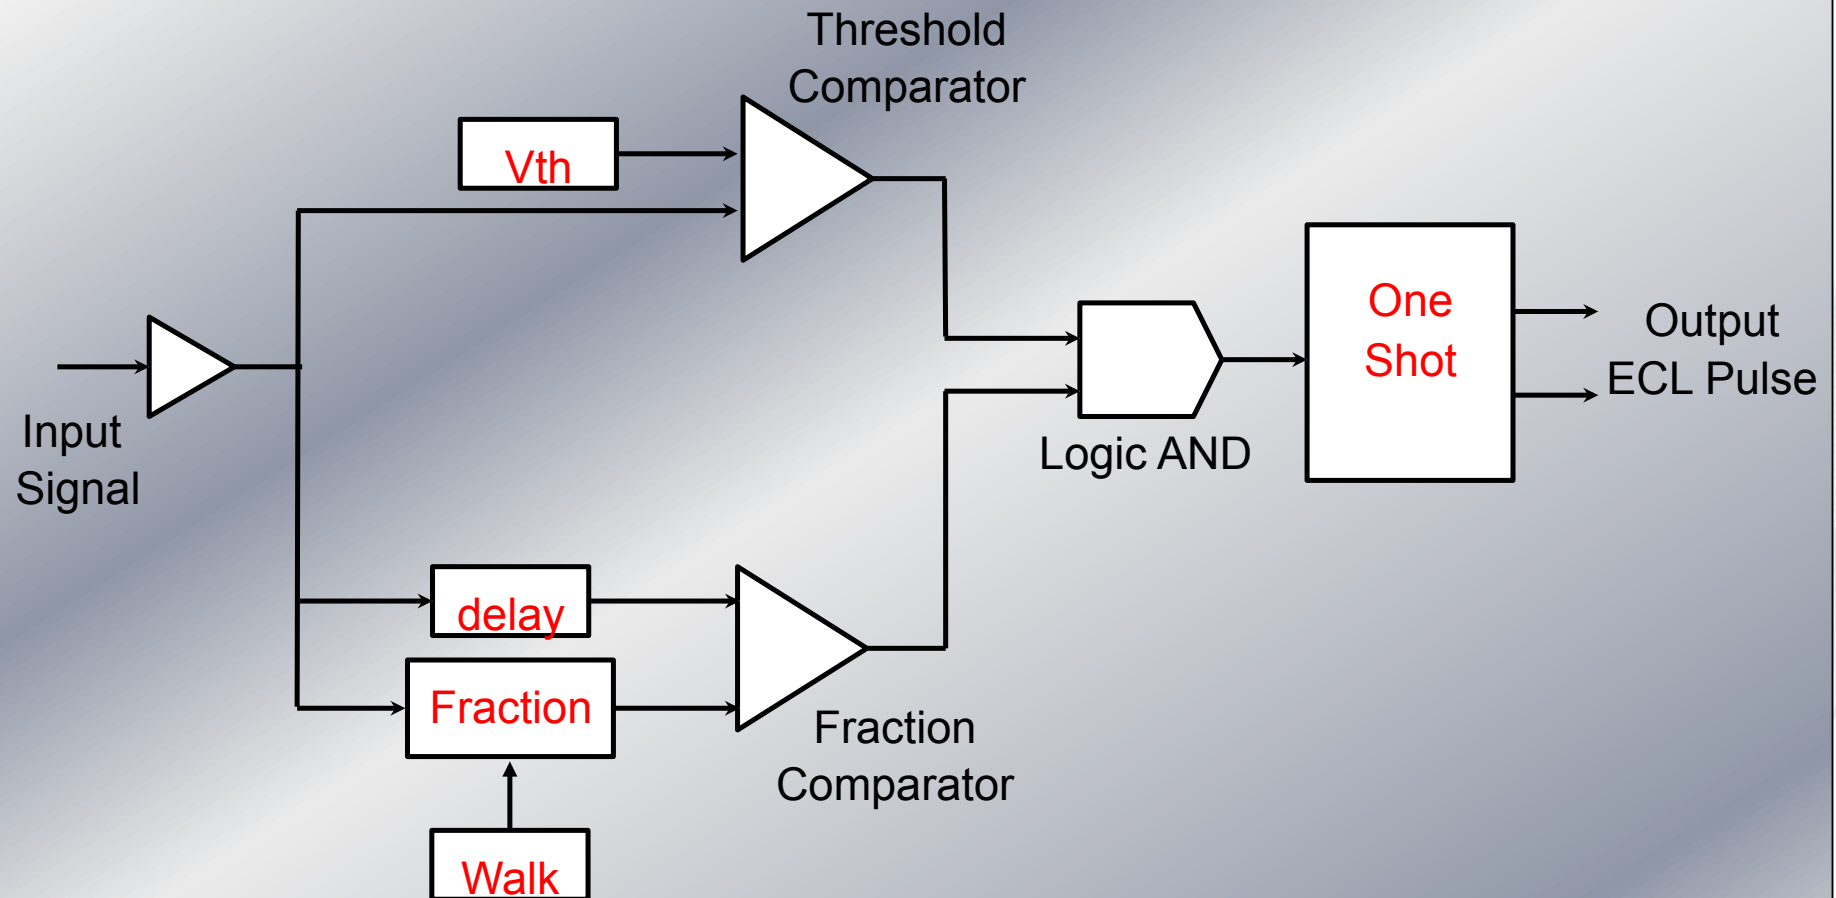 Threshold
Comparator
Vth
One
Shot
Output
ECL Pulse
Input
Signal
Logic AND
delay
Fraction
Fraction
Comparator
Walk